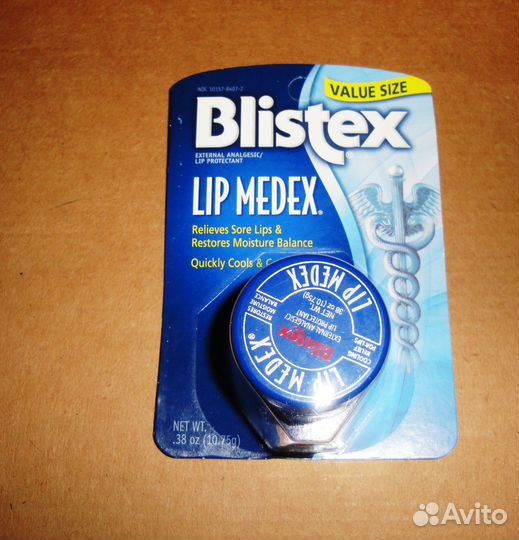 NDC 10157-8407-2
VALUE SIZE
Blistex®
EXTERNAL ANALGESIC/
LIP PROTECTANT
LIP MEDEX®
Relieves Sore Lips &
Restores Moisture Balance
Quickly Cools &
LIP MEDEX
.38 oz (10.75g)
NET WT.
RESTORES
MOISTURE
BALANCE
EXTERNAL ANALGESIC/
LIP PROTECTANT
Blistex
COOLING
RELIEF
FOR LIPS
LIP MEDEX®
NET WT.
.38 oz (10.75g)
Avito